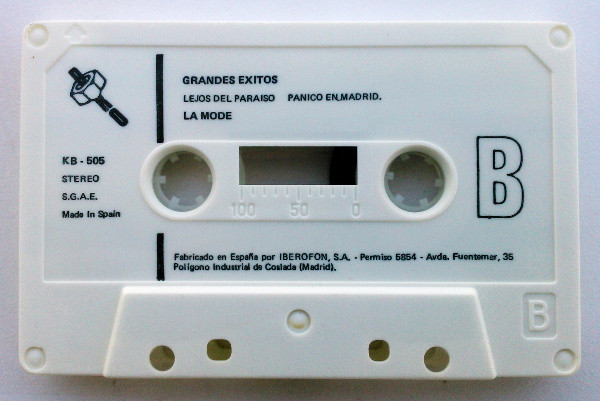 GRANDES EXITOS
LEJOS DEL PARAISO PANICO EN MADRID.
LA MODE
KB - 505
STEREO
S.G.A.E.
Made In Spain
B
100 50 0
Fabricado en España por IBEROFON, S.A. - Permiso 5854 - Avda. Fuentemar, 35
Polígono Industrial de Coslada (Madrid).
B